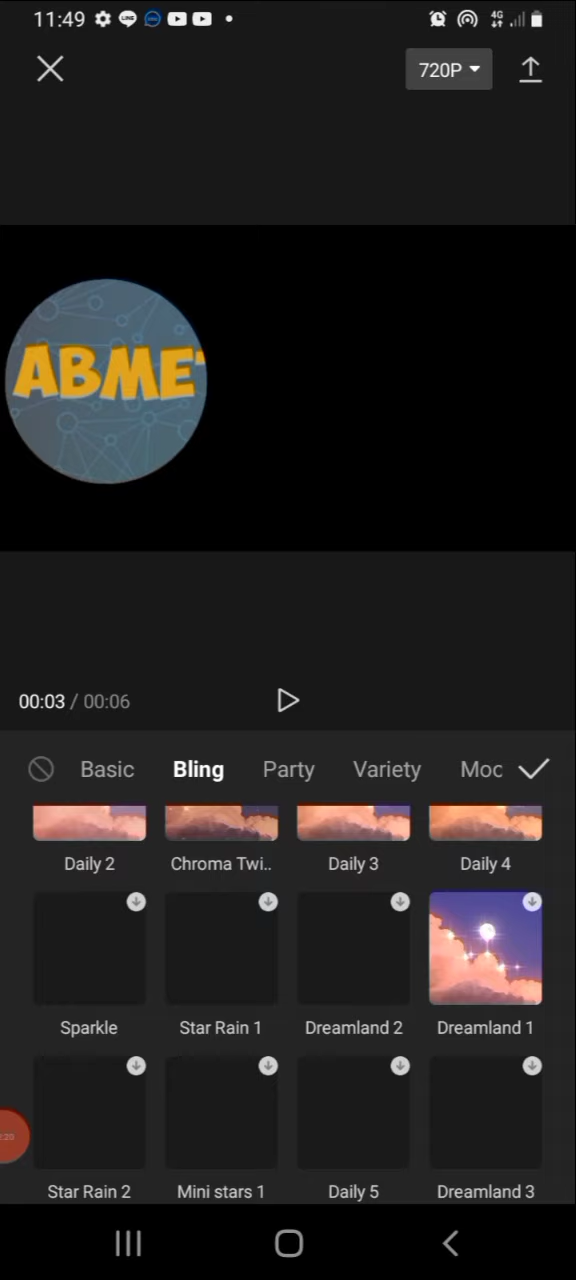 11:49
4G
720P
ABMET
00:03 / 00:06
Basic Bling Party Variety Moc
Daily 2 Chroma Twi.. Daily 3 Daily 4
Sparkle Star Rain 1 Dreamland 2 Dreamland 1
Star Rain 2 Mini stars 1 Daily 5 Dreamland 3